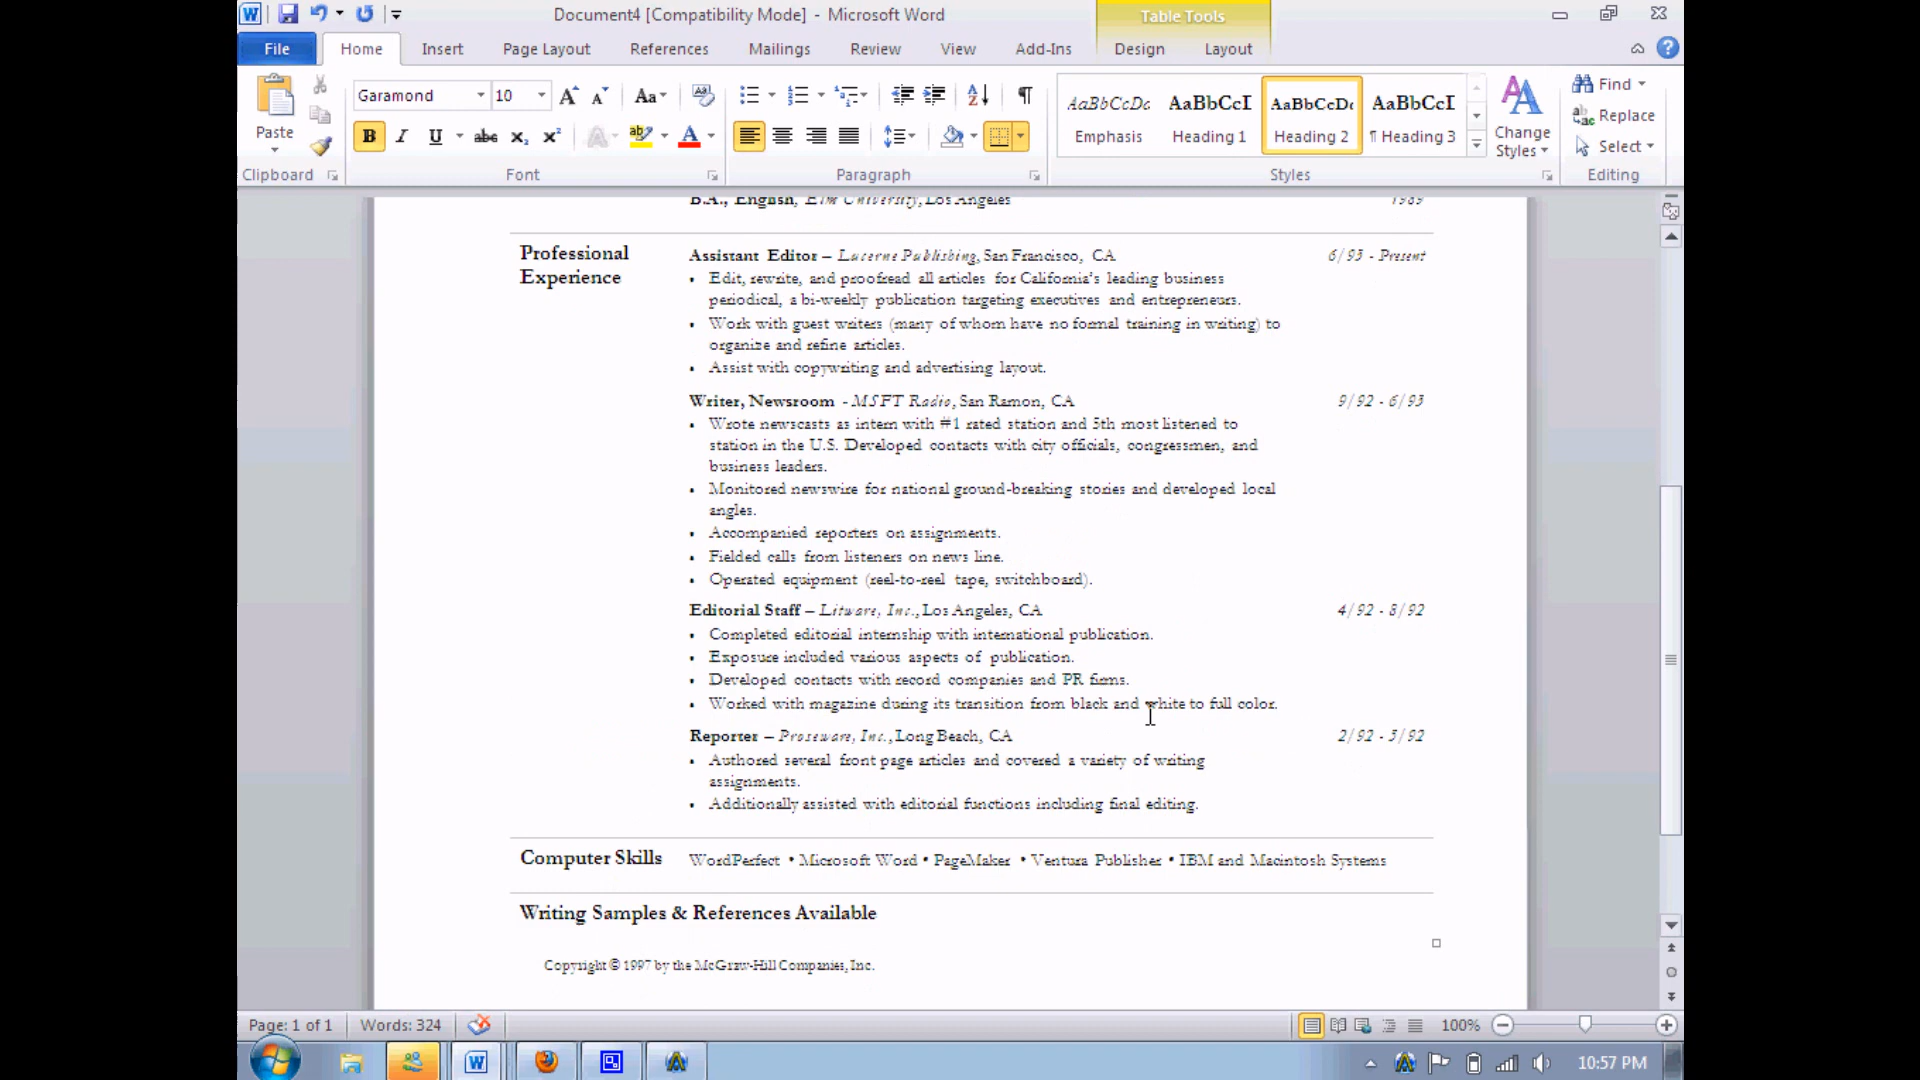 Document4 [Compatibility Mode] - Microsoft Word
Table Tools
File Home Insert Page Layout References Mailings Review View Add-Ins Design Layout
Paste
Garamond 10
AaBbCcDc AaBbCcI AaBbCcDc AaBbCcI
Emphasis Heading 1 Heading 2 ¶ Heading 3
Change Styles
Find
Replace
Select
Clipboard Font Paragraph Styles Editing
B.A., English, Elm University, Los Angeles 1989
Professional Experience
Assistant Editor – Lucerne Publishing, San Francisco, CA 6/93 - Present
• Edit, rewrite, and proofread all articles for California's leading business
periodical, a bi-weekly publication targeting executives and entrepreneurs.
• Work with guest writers (many of whom have no formal training in writing) to
organize and refine articles.
• Assist with copywriting and advertising layout.
Writer, Newsroom - MSFT Radio, San Ramon, CA 9/92 - 6/93
• Wrote newscasts as intern with #1 rated station and 5th most listened to
station in the U.S. Developed contacts with city officials, congressmen, and
business leaders.
• Monitored newswire for national ground-breaking stories and developed local
angles.
• Accompanied reporters on assignments.
• Fielded calls from listeners on news line.
• Operated equipment (reel-to-reel tape, switchboard).
Editorial Staff – Litware, Inc., Los Angeles, CA 4/92 - 8/92
• Completed editorial internship with international publication.
• Exposure included various aspects of publication.
• Developed contacts with record companies and PR firms.
• Worked with magazine during its transition from black and white to full color.
Reporter – Proseware, Inc., Long Beach, CA 2/92 - 5/92
• Authored several front page articles and covered a variety of writing
assignments.
• Additionally assisted with editorial functions including final editing.
Computer Skills WordPerfect • Microsoft Word • PageMaker • Ventura Publisher • IBM and Macintosh Systems
Writing Samples & References Available
Copyright © 1997 by the McGraw-Hill Companies, Inc.
Page: 1 of 1 Words: 324 100%
10:57 PM